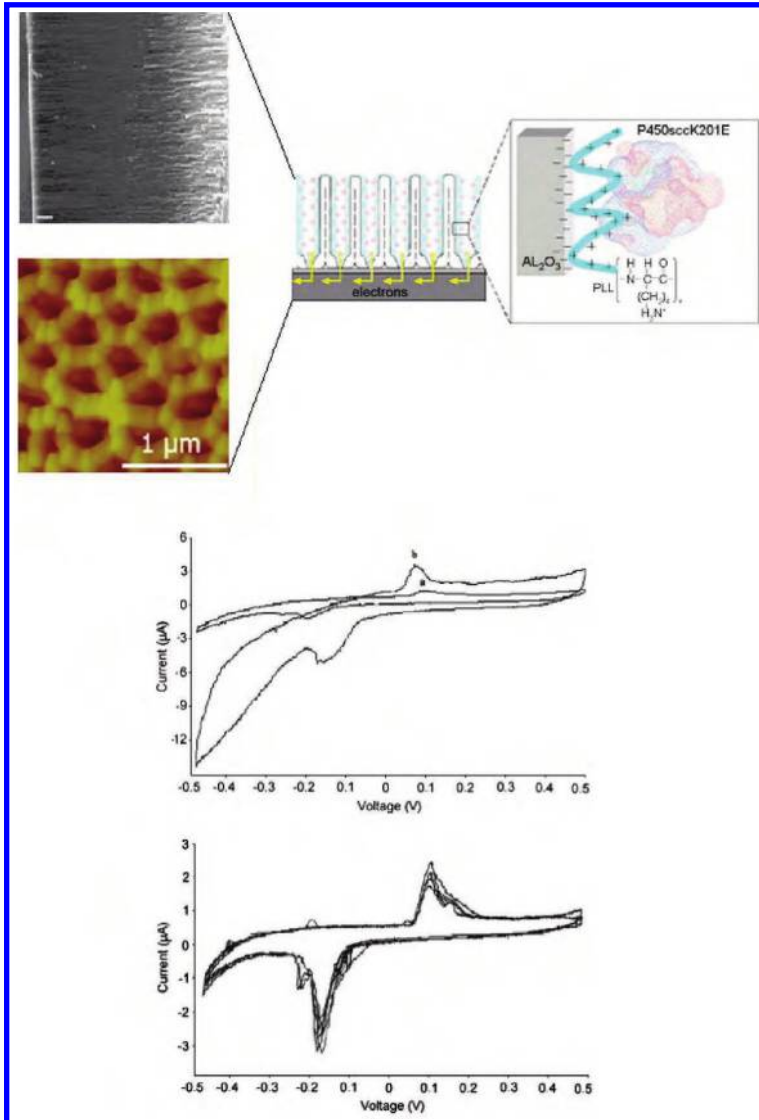 P450sccK201E
AL₂O₃
PLL
H H O
-N-C-C-
(CH₂)
H₃N⁺
electrons
1 µm
6
3
0
-3
-6
-9
-12
b
a
Current (µA)
-0.5 -0.4 -0.3 -0.2 0.1 0 0.1 0.2 0.3 0.4 0.5
Voltage (V)
3
2
1
0
-1
-2
-3
Current (µA)
-0.5 -0.4 -0.3 -0.2 0.1 0 0.1 0.2 0.3 0.4 0.5
Voltage (V)